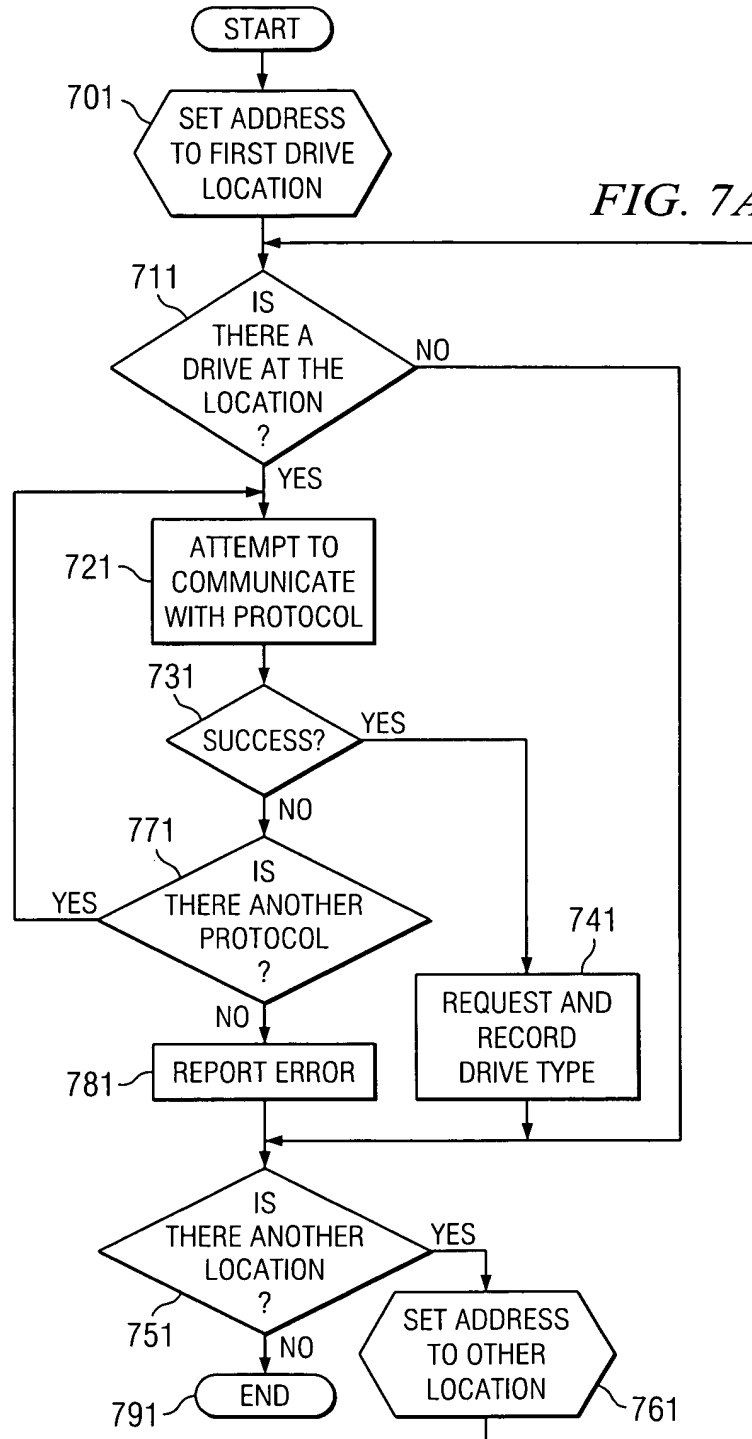 START
701
SET ADDRESS
TO FIRST DRIVE
LOCATION
FIG. 7A
711
IS
THERE A
DRIVE AT THE
LOCATION
?
NO
YES
721
ATTEMPT TO
COMMUNICATE
WITH PROTOCOL
731
SUCCESS?
YES
NO
771
IS
THERE ANOTHER
PROTOCOL
?
YES
NO
741
REQUEST AND
RECORD
DRIVE TYPE
781
REPORT ERROR
IS
THERE ANOTHER
LOCATION
?
YES
751
NO
SET ADDRESS
TO OTHER
LOCATION
761
791
END